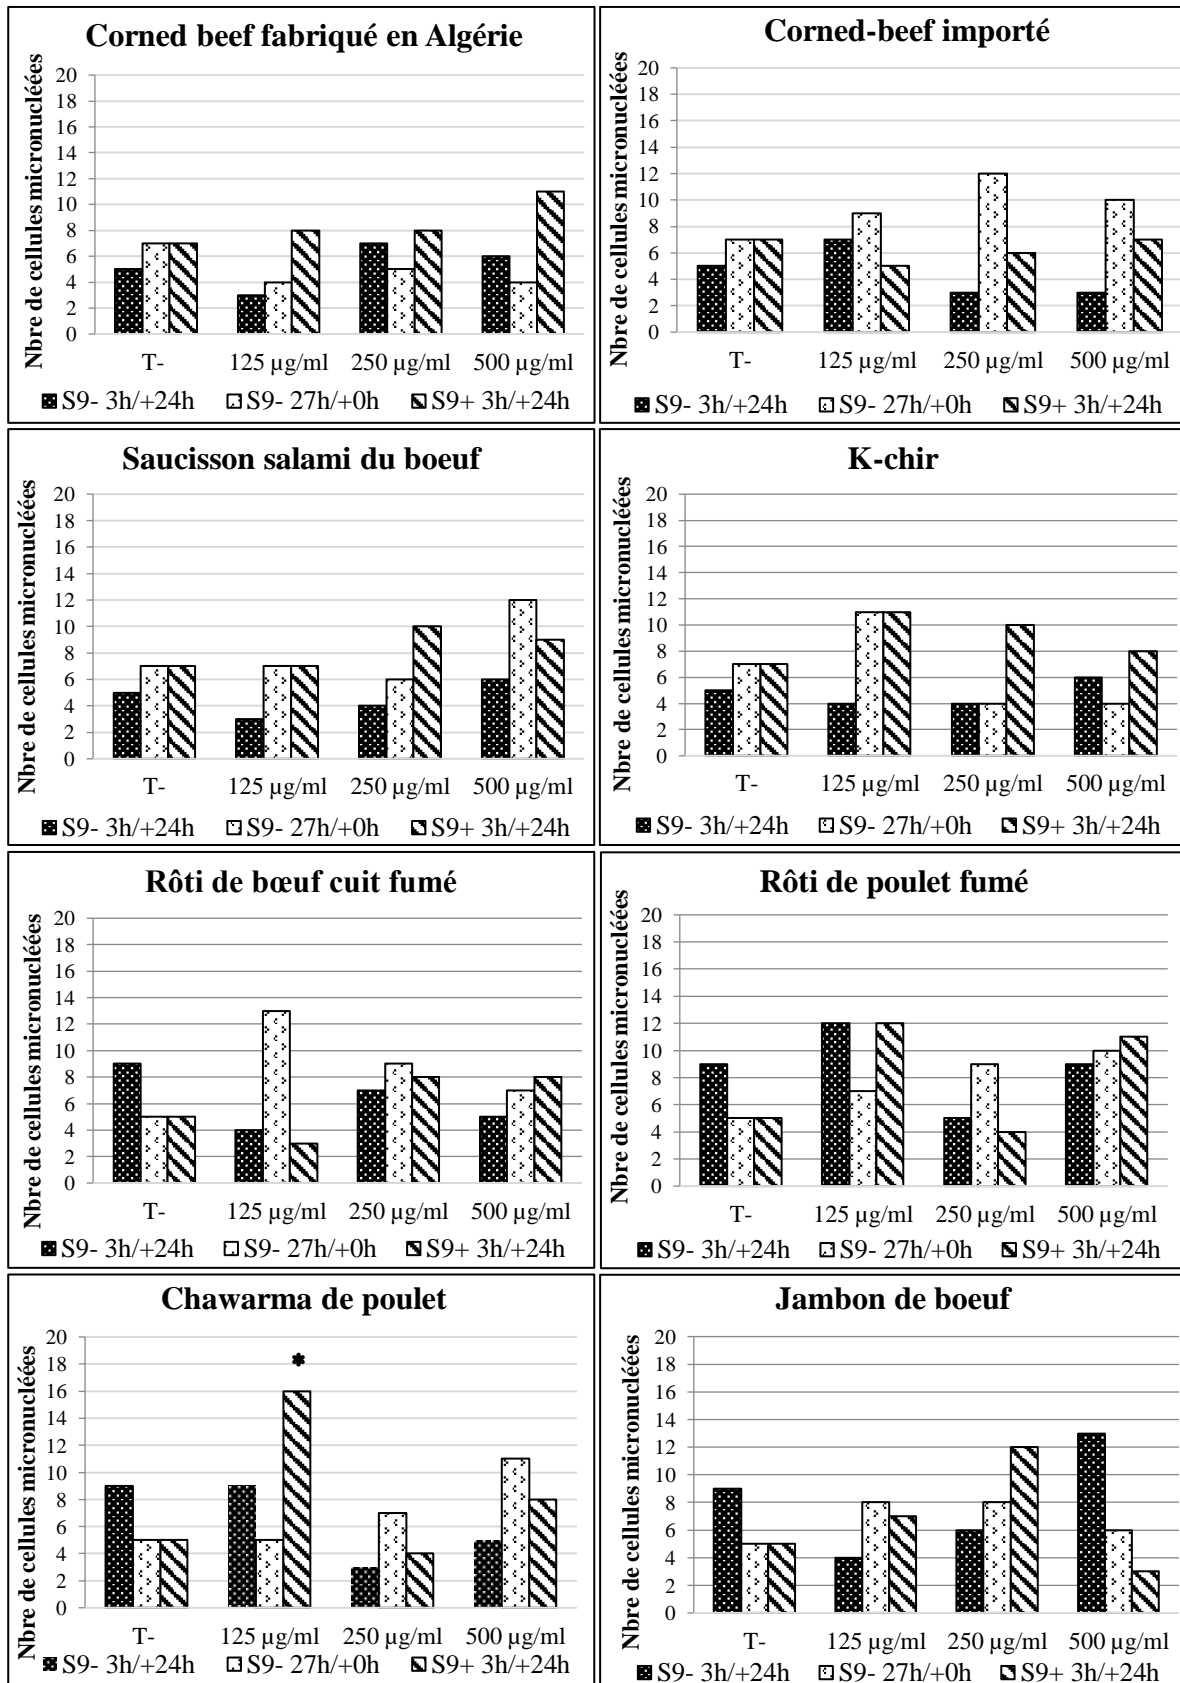 Corned beef fabriqué en Algérie
Nbre de cellules micronucléées
20
18
16
14
12
10
8
6
4
2
0
T- 125 µg/ml 250 µg/ml 500 µg/ml
S9- 3h/+24h S9- 27h/+0h S9+ 3h/+24h
Corned-beef importé
Nbre de cellules micronucléées
20
18
16
14
12
10
8
6
4
2
0
T- 125 µg/ml 250 µg/ml 500 µg/ml
S9- 3h/+24h S9- 27h/+0h S9+ 3h/+24h
Saucisson salami du boeuf
Nbre de cellules micronucléées
20
18
16
14
12
10
8
6
4
2
0
T- 125 µg/ml 250 µg/ml 500 µg/ml
S9- 3h/+24h S9- 27h/+0h S9+ 3h/+24h
K-chir
Nbre de cellules micronucléées
20
18
16
14
12
10
8
6
4
2
0
T- 125 µg/ml 250 µg/ml 500 µg/ml
S9- 3h/+24h S9- 27h/+0h S9+ 3h/+24h
Rôti de bœuf cuit fumé
Nbre de cellules micronucléées
20
18
16
14
12
10
8
6
4
2
0
T- 125 µg/ml 250 µg/ml 500 µg/ml
S9- 3h/+24h S9- 27h/+0h S9+ 3h/+24h
Rôti de poulet fumé
Nbre de cellules micronucléées
20
18
16
14
12
10
8
6
4
2
0
T- 125 µg/ml 250 µg/ml 500 µg/ml
S9- 3h/+24h S9- 27h/+0h S9+ 3h/+24h
Chawarma de poulet
Nbre de cellules micronucléées
20
18
16
14
12
10
8
6
4
2
0
*
T- 125 µg/ml 250 µg/ml 500 µg/ml
S9- 3h/+24h S9- 27h/+0h S9+ 3h/+24h
Jambon de boeuf
Nbre de cellules micronucléées
20
18
16
14
12
10
8
6
4
2
0
T- 125 µg/ml 250 µg/ml 500 µg/ml
S9- 3h/+24h S9- 27h/+0h S9+ 3h/+24h